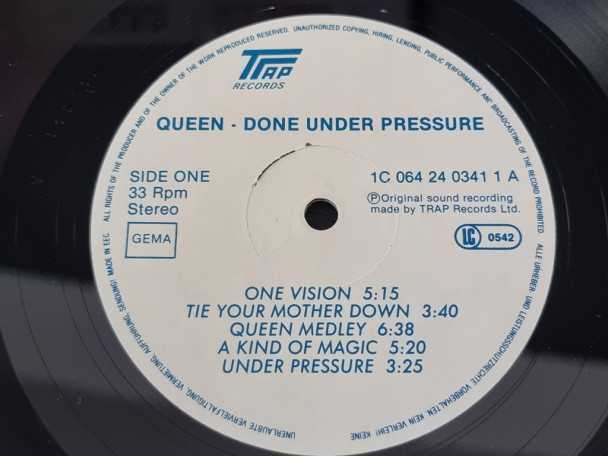 ALL RIGHTS OF THE PRODUCER AND OF THE OWNER OF THE WORK REPRODUCED RESERVED. UNAUTHORIZED COPYING, HIRING, LENDING, PUBLIC PERFORMANCE AND BROADCASTING OF THE RECORD PROHIBITED
TRAP
RECORDS
QUEEN - DONE UNDER PRESSURE
SIDE ONE
33 Rpm
Stereo
GEMA
1C 064 24 0341 1 A
ⓅOriginal sound recording
made by TRAP Records Ltd.
LC 0542
ONE VISION 5:15
TIE YOUR MOTHER DOWN 3:40
QUEEN MEDLEY 6:38
A KIND OF MAGIC 5:20
UNDER PRESSURE 3:25
ALLE URHEBER- UND LEISTUNGSSCHUTZRECHTE VORBEHALTEN. KEIN VERLEIH! KEINE
UNERLAUBTE VERVIELFÄLTIGUNG, VERMIETUNG, AUFFÜHRUNG, SENDUNG! MADE IN EEC.